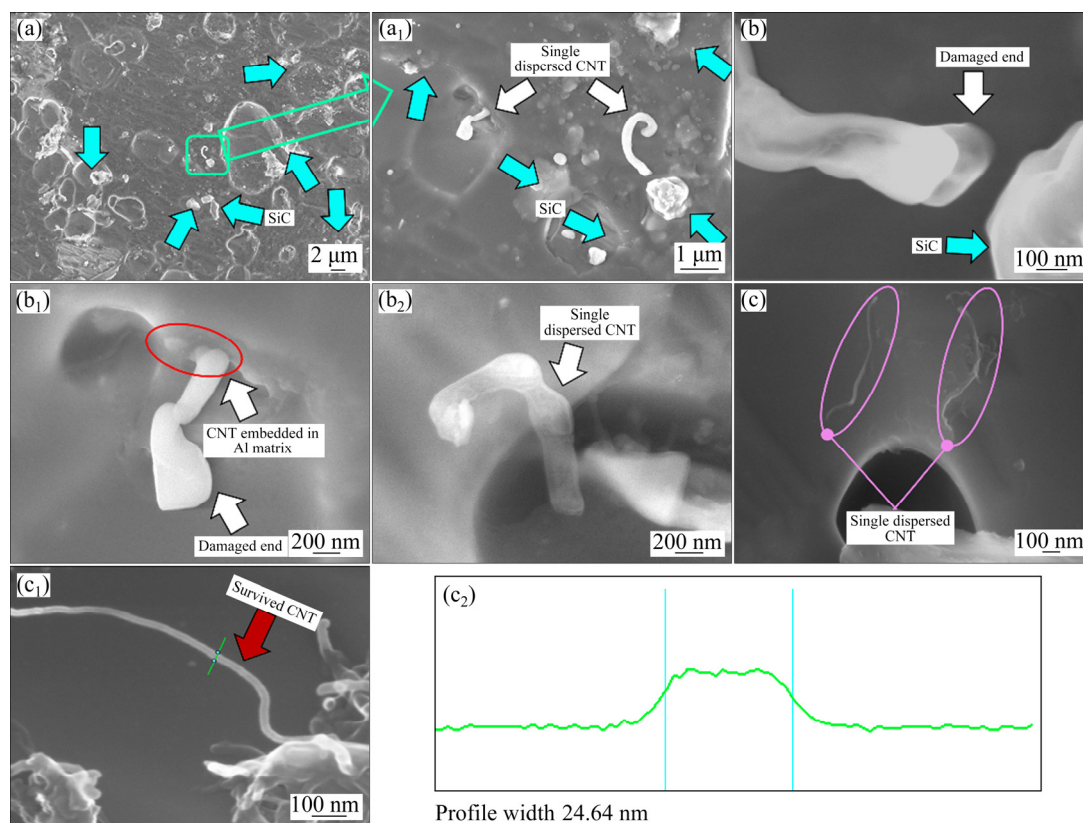 (a)
SiC
2 μm
(a1)
Single
dispersed CNT
SiC
1 μm
(b)
Damaged end
SiC
100 nm
(b1)
CNT embedded in
Al matrix
Damaged end
200 nm
(b2)
Single
dispersed CNT
200 nm
(c)
Single dispersed
CNT
100 nm
(c1)
Survived CNT
100 nm
(c2)
Profile width 24.64 nm